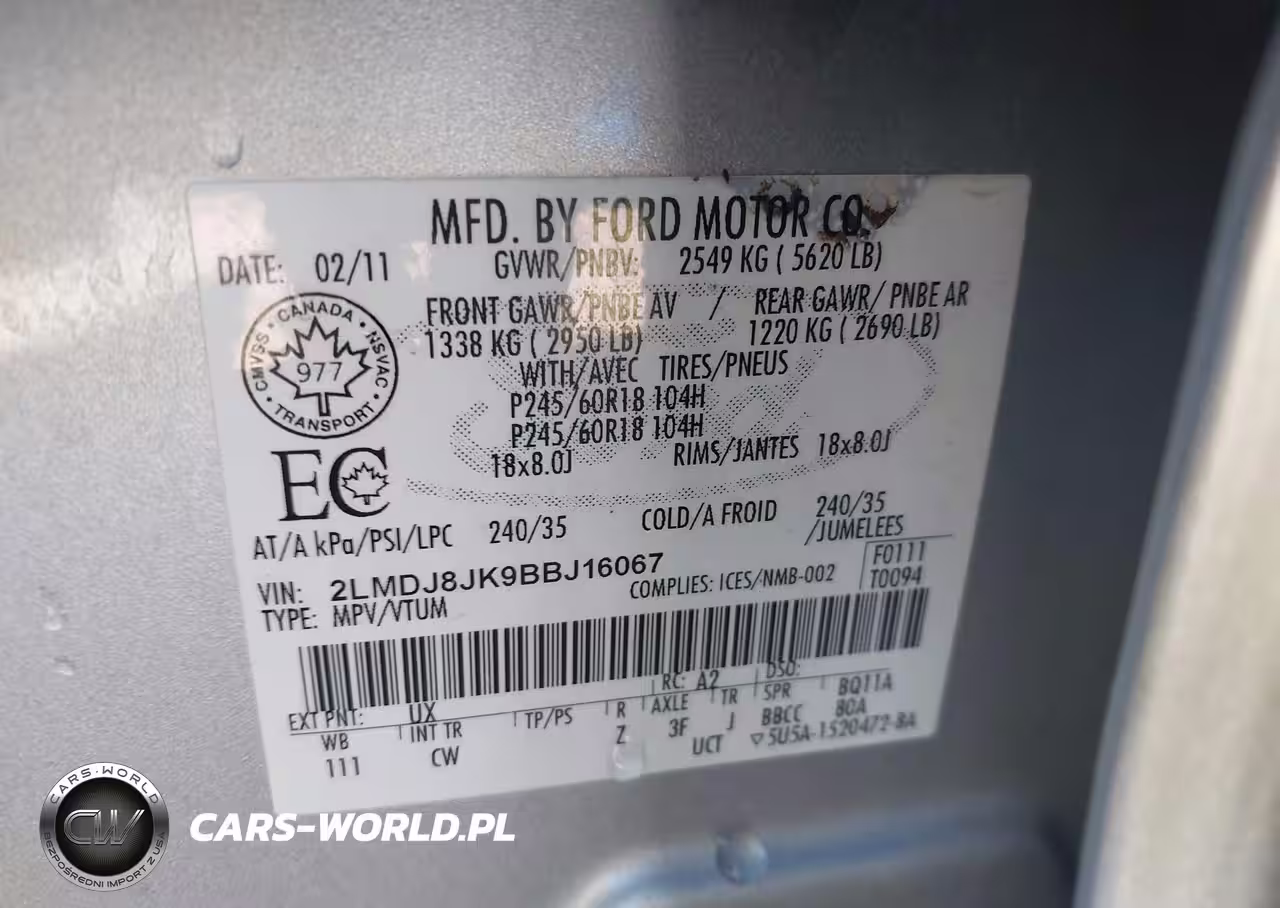 MFD. BY FORD MOTOR CO.
DATE: 02/11
GVWR/PNBV: 2549 KG ( 5620 LB)
FRONT GAWR/PNBE AV / REAR GAWR/ PNBE AR
1338 KG ( 2950 LB) 1220 KG ( 2690 LB)
WITH/AVEC TIRES/PNEUS
P245/60R18 104H
P245/60R18 104H
18x8.0J RIMS/JANTES 18x8.0J
CANADA
CMVSS • NSVAC
977
TRANSPORT
EC
AT/A kPa/PSI/LPC 240/35 COLD/A FROID 240/35
/JUMELEES
VIN: 2LMDJ8JK9BBJ16067
TYPE: MPV/VTUM
COMPLIES: ICES/NMB-002
F0111
T0094
EXT PNT: UX RC: A2 DSO:
WB INT TR TP/PS R AXLE TR SPR BQ11A
111 CW Z 3F J BBCC 80A
UCT ▽5U5A-1520472-BA
CARS-WORLD
CW
BEZPOŚREDNI IMPORT Z USA
CARS-WORLD.PL